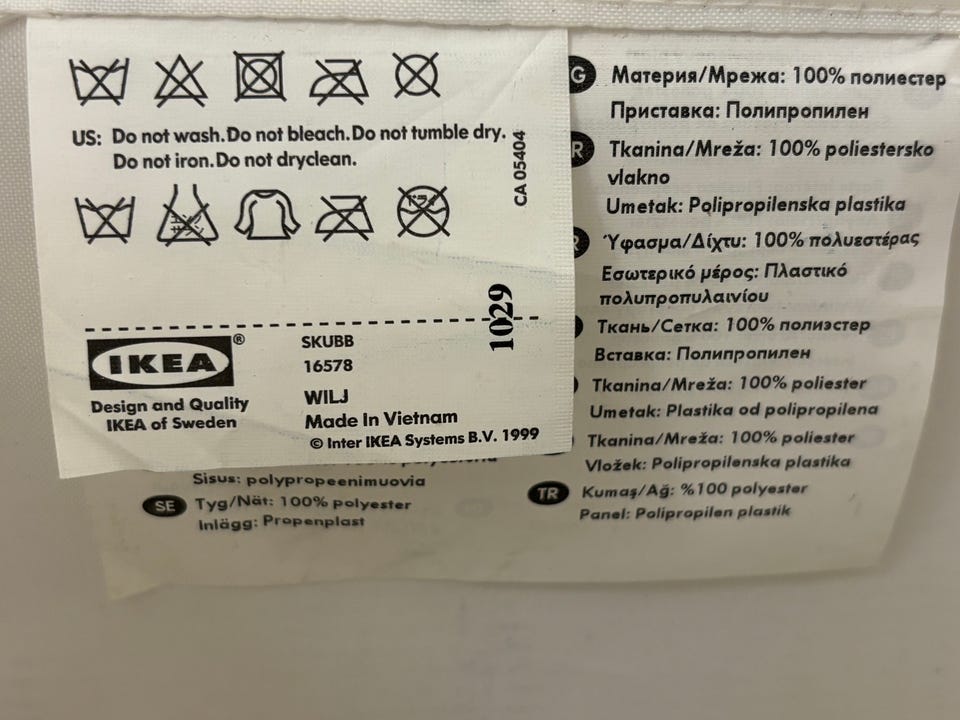 US: Do not wash.Do not bleach.Do not tumble dry.
Do not iron.Do not dryclean.
CA 05404
1029
IKEA®
Design and Quality
IKEA of Sweden
SKUBB
16578
WILJ
Made In Vietnam
© Inter IKEA Systems B.V. 1999
Sisus: polypropeenimuovia
SE Tyg/Nät: 100% polyester
Inlägg: Propenplast
G Материя/Мрежа: 100% полиестер
Приставка: Полипропилен
R Tkanina/Mreža: 100% poliestersko
vlakno
Umetak: Polipropilenska plastika
R Ύφασμα/Δίχτυ: 100% πολυεστέρας
Εσωτερικό μέρος: Πλαστικό
πολυπροπυλαινίου
Ткань/Сетка: 100% полиэстер
Вставка: Полипропилен
Tkanina/Mreža: 100% poliester
Umetak: Plastika od polipropilena
Tkanina/Mreža: 100% poliester
Vložek: Polipropilenska plastika
TR Kumaş/Ağ: %100 polyester
Panel: Polipropilen plastik